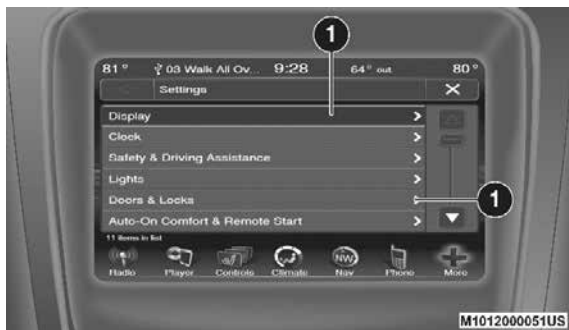 1
81° 03 Walk All Ov... 9:28 64° out 80°
Settings
Display
Clock
Safety & Driving Assistance
Lights
Doors & Locks
1
Auto-On Comfort & Remote Start
11 items in list
NW
Radio Player Controls Climate Nav Phone More
M1012000051US